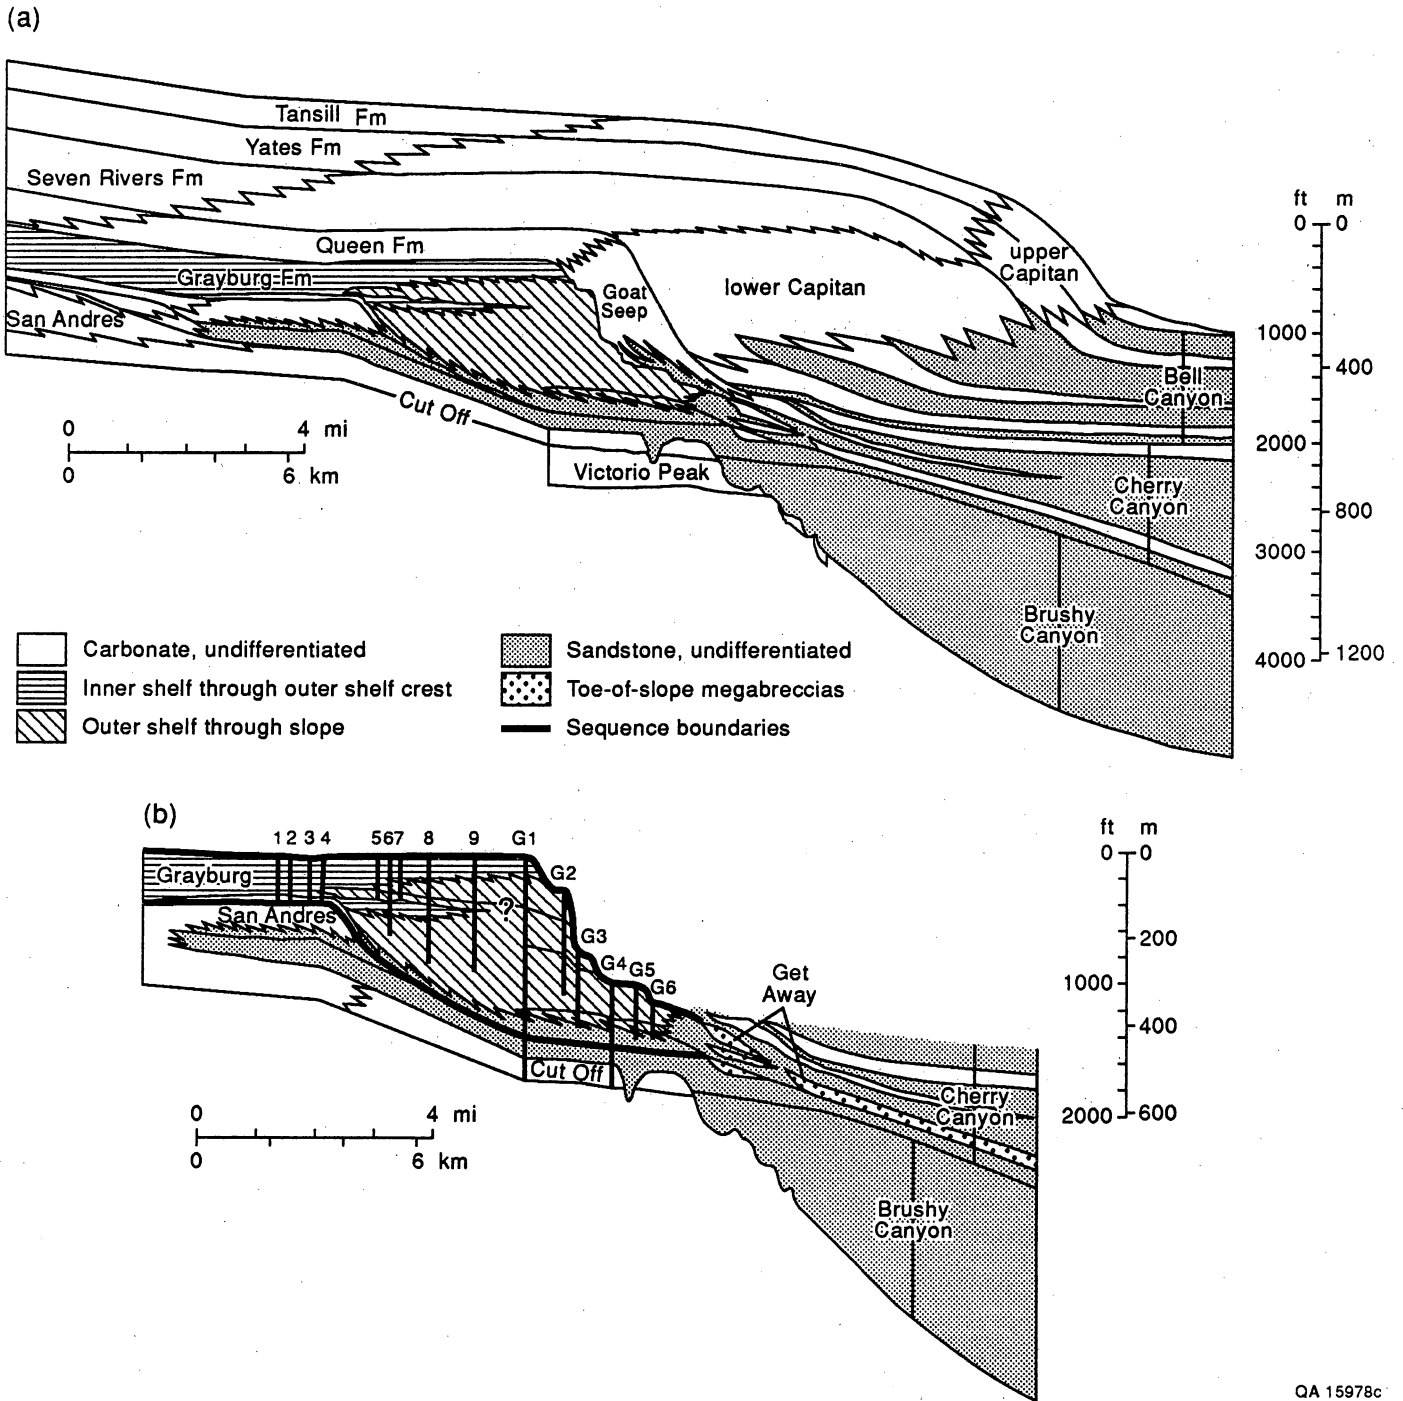 (a)
Tansill Fm
Yates Fm
Seven Rivers Fm
Queen Fm
Grayburg Fm
San Andres
Goat
Seep
lower Capitan
upper
Capitan
Cut Off
Victorio Peak
Bell
Canyon
Cherry
Canyon
Brushy
Canyon
ft m
0 0
1000
400
2000
800
3000
1200
4000
0 4 mi
0 6 km
Carbonate, undifferentiated
Inner shelf through outer shelf crest
Outer shelf through slope
Sandstone, undifferentiated
Toe-of-slope megabreccias
Sequence boundaries
(b)
1 2 3 4 5 6 7 8 9 G1
G2
G3
G4 G5
G6
Grayburg
San Andres
?
Get
Away
Cut Off
Cherry
Canyon
Brushy
Canyon
ft m
0 0
200
1000
400
2000 600
0 4 mi
0 6 km
QA 15978c